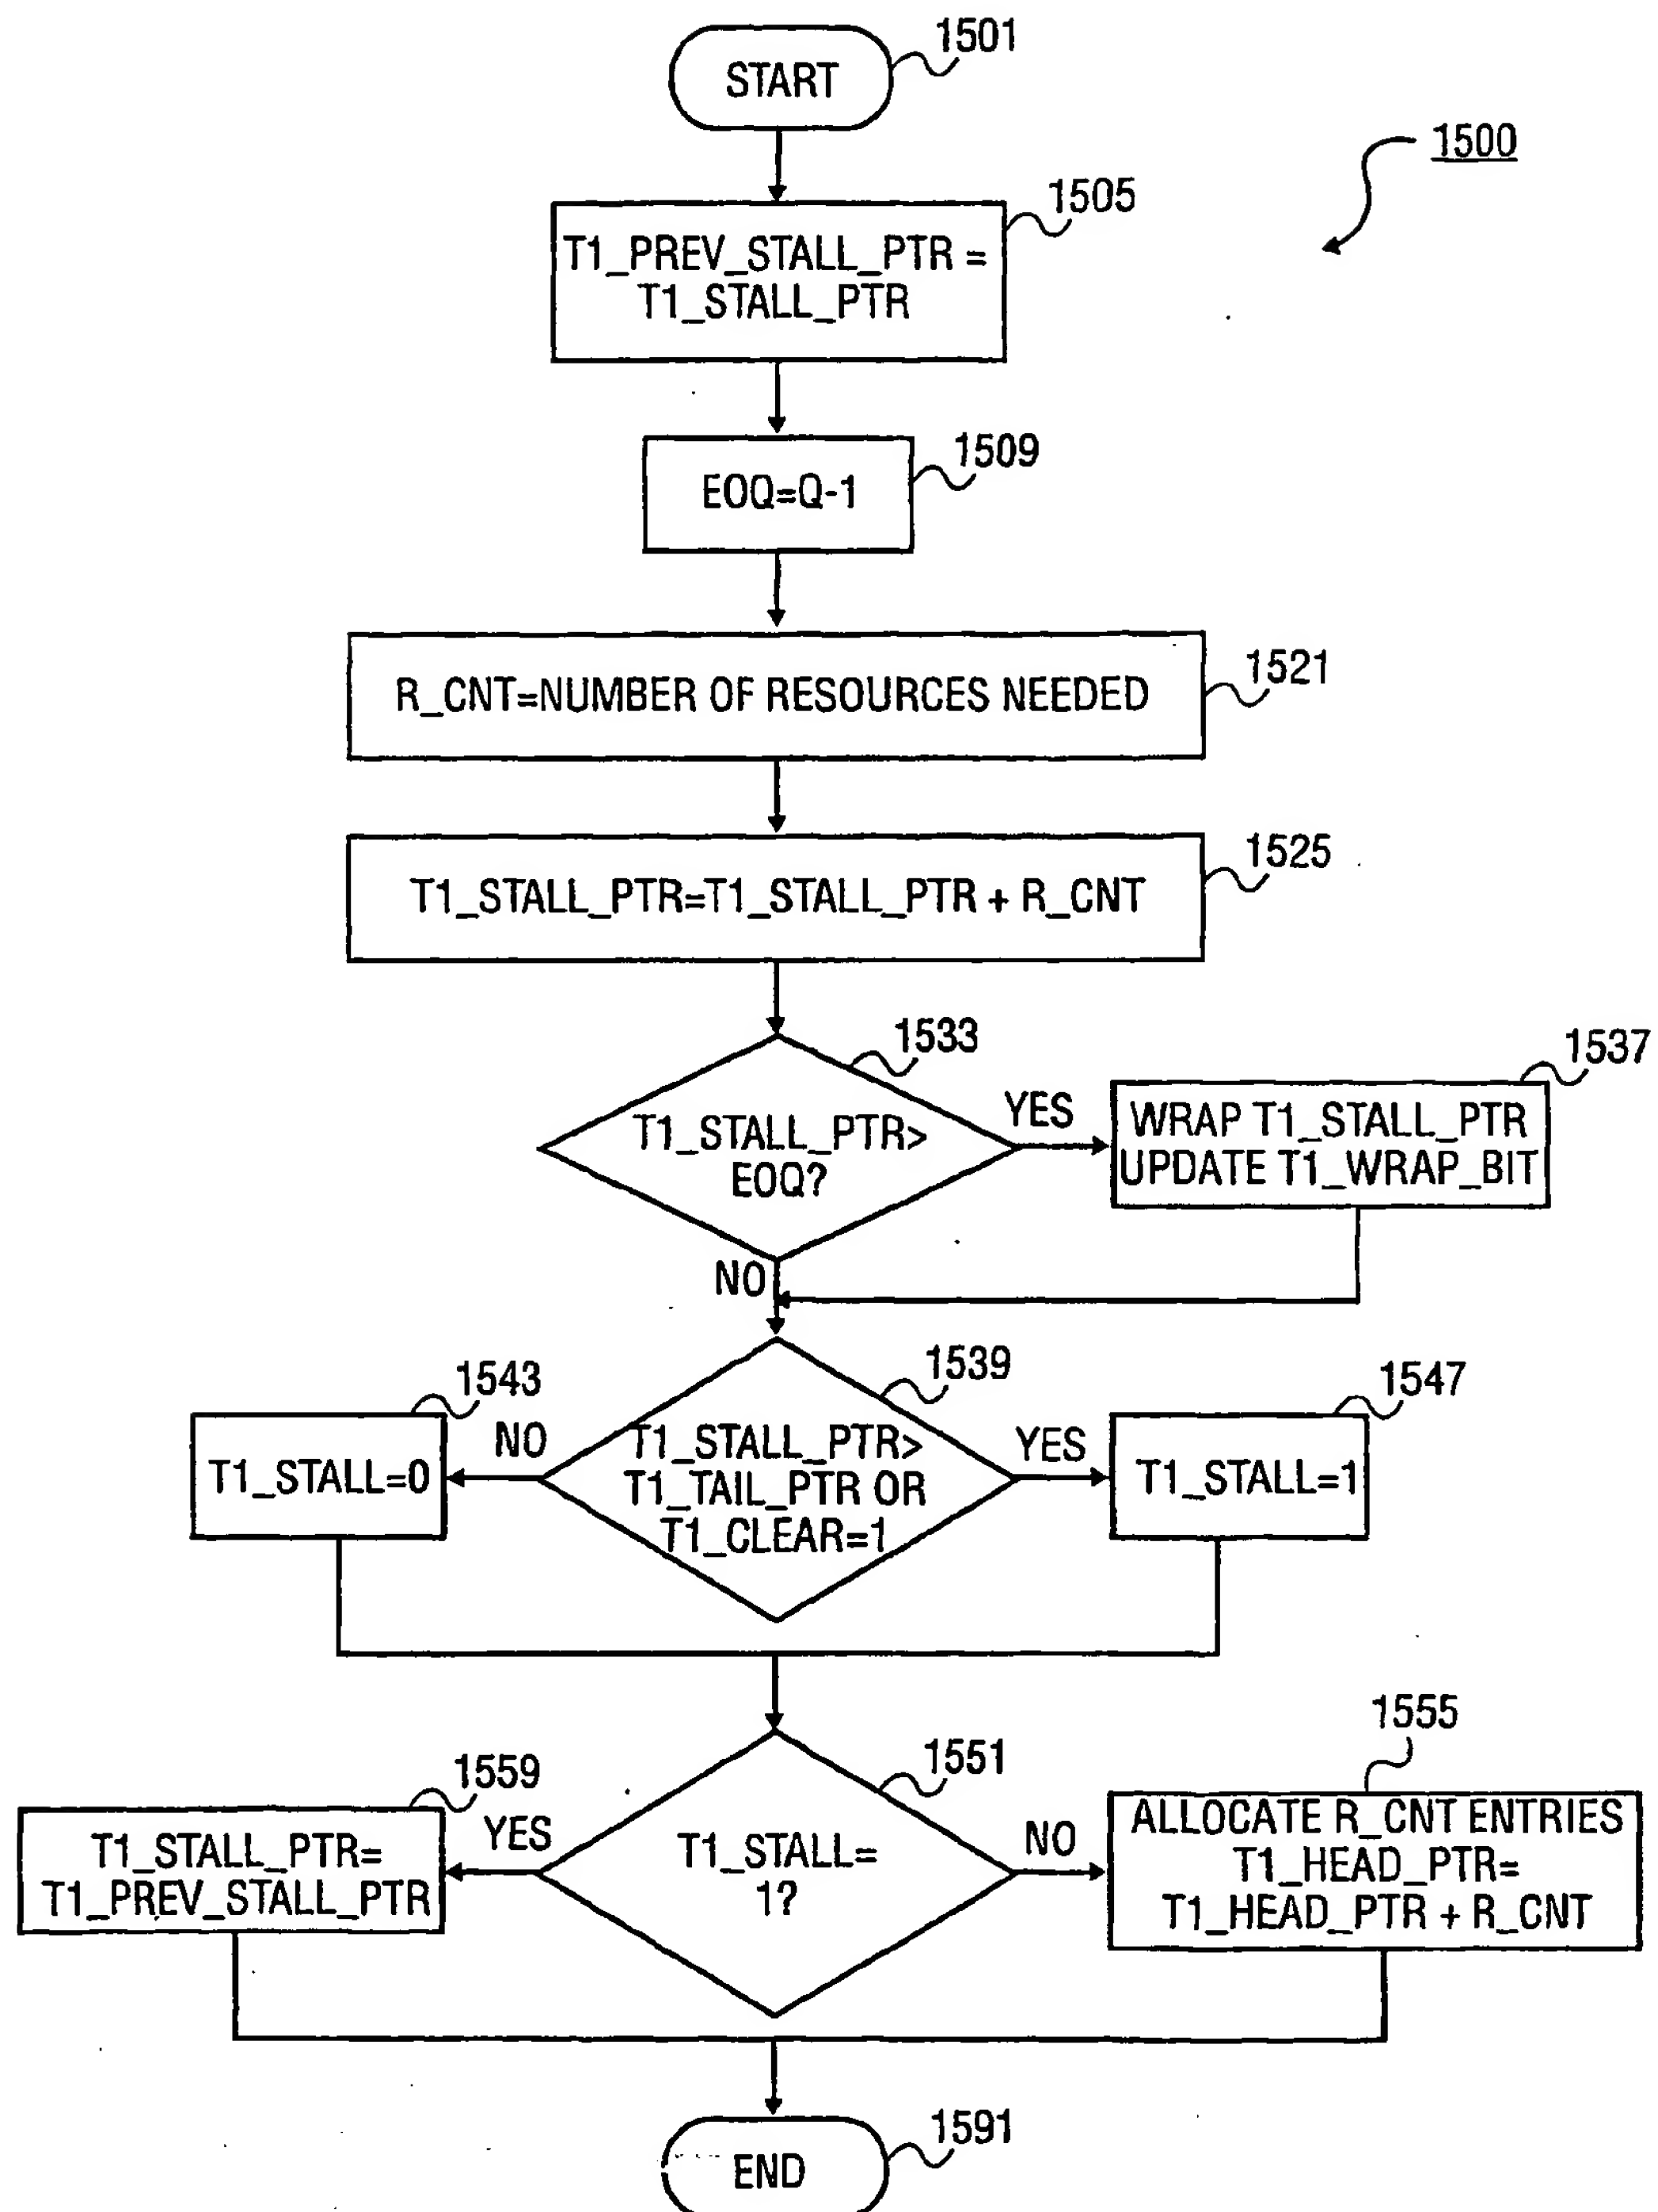 1501
START
1500
1505
T1_PREV_STALL_PTR =
T1_STALL_PTR
1509
EOQ=Q-1
1521
R_CNT=NUMBER OF RESOURCES NEEDED
1525
T1_STALL_PTR=T1_STALL_PTR + R_CNT
1533
1537
T1_STALL_PTR>
EOQ?
YES
WRAP T1_STALL_PTR
UPDATE T1_WRAP_BIT
NO
1543
1539
1547
T1_STALL=0
NO
T1_STALL_PTR>
T1_TAIL_PTR OR
T1_CLEAR=1
YES
T1_STALL=1
1559
1551
1555
T1_STALL_PTR=
T1_PREV_STALL_PTR
YES
T1_STALL=
1?
NO
ALLOCATE R_CNT ENTRIES
T1_HEAD_PTR=
T1_HEAD_PTR + R_CNT
1591
END